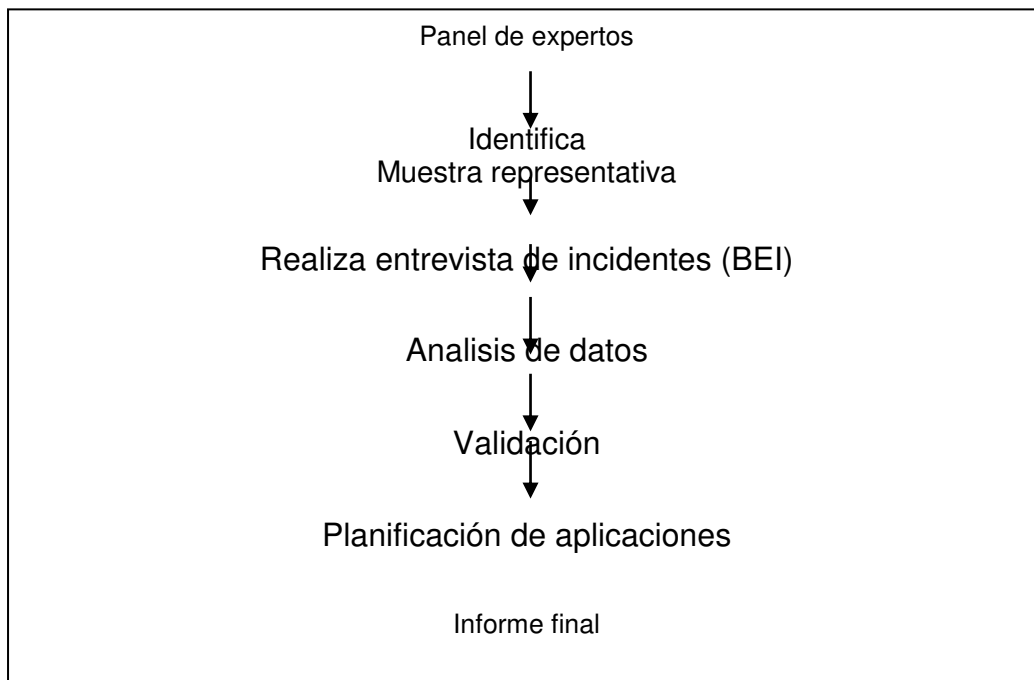 Panel de expertos
Identifica
Muestra representativa
Realiza entrevista de incidentes (BEI)
Analisis de datos
Validación
Planificación de aplicaciones
Informe final